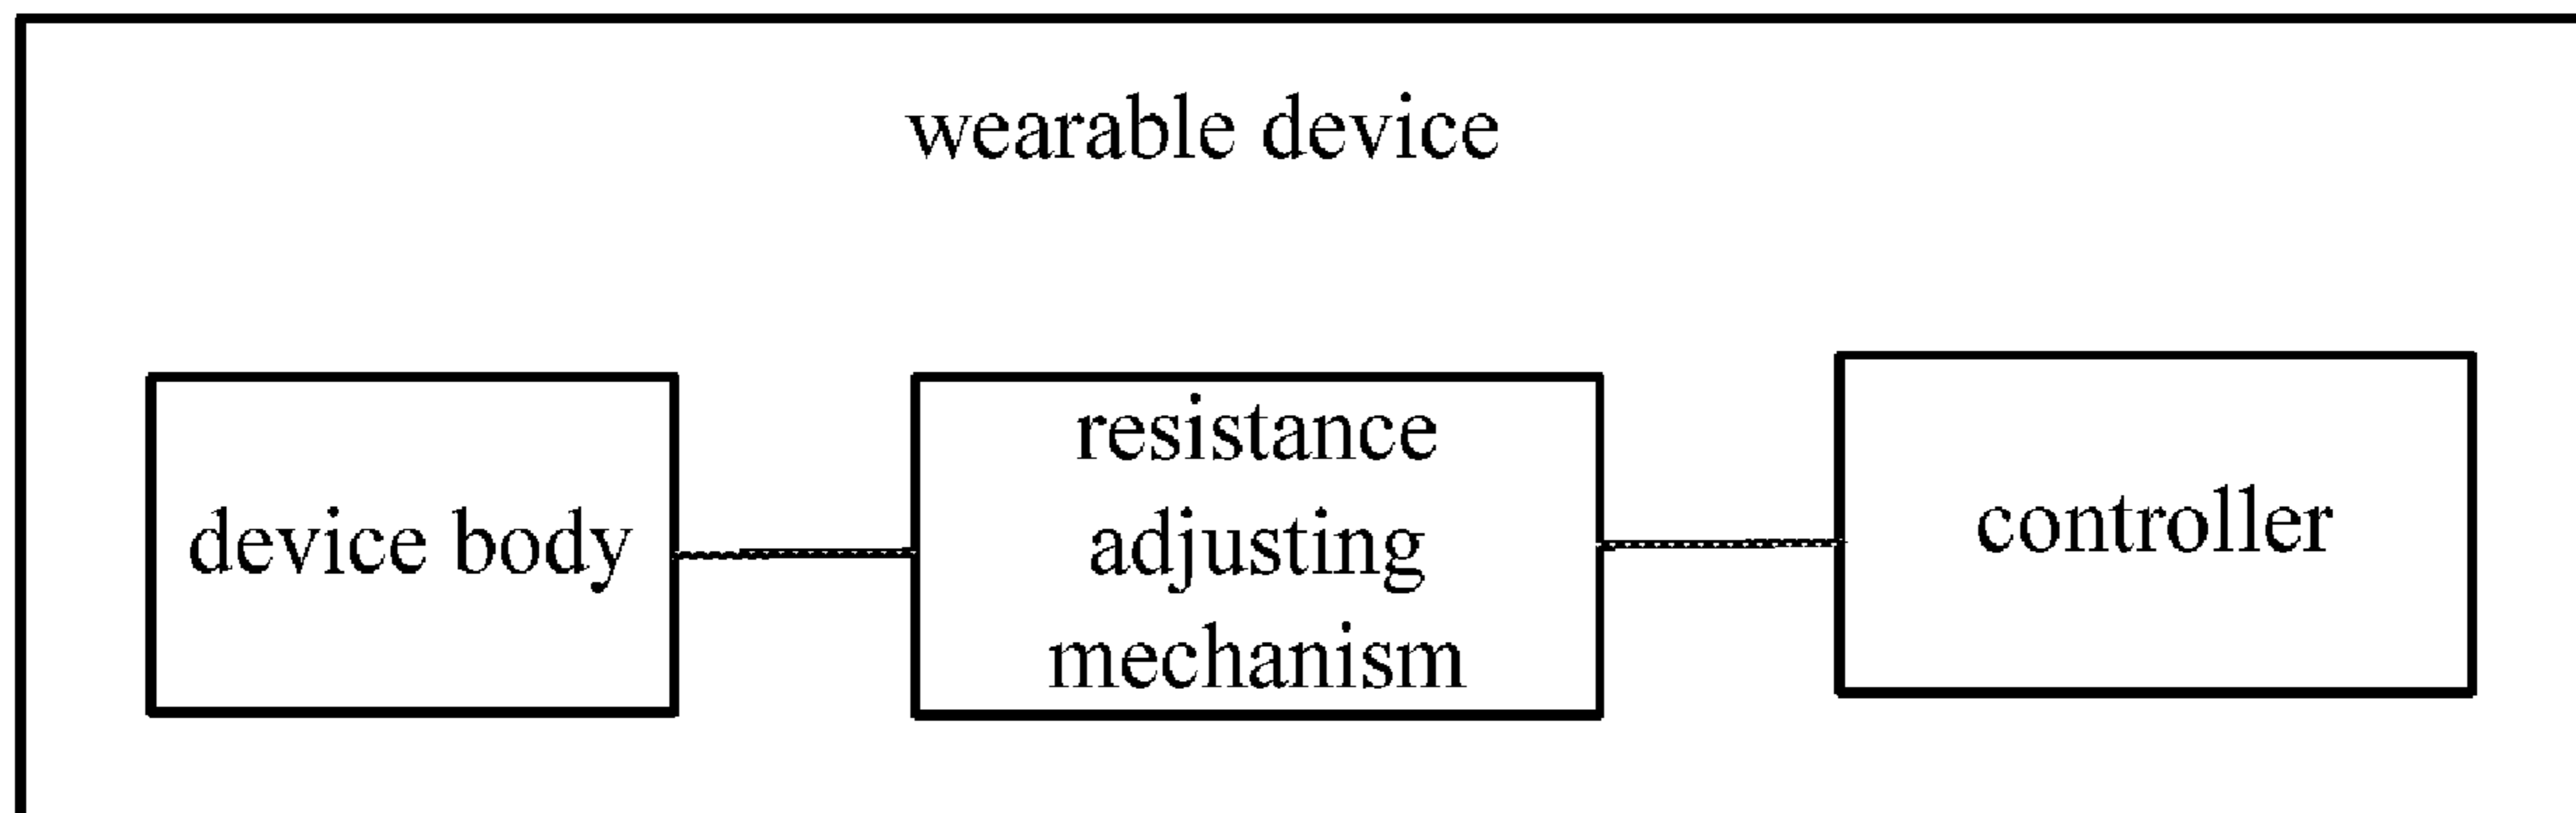 wearable device
device body
resistance
adjusting
mechanism
controller